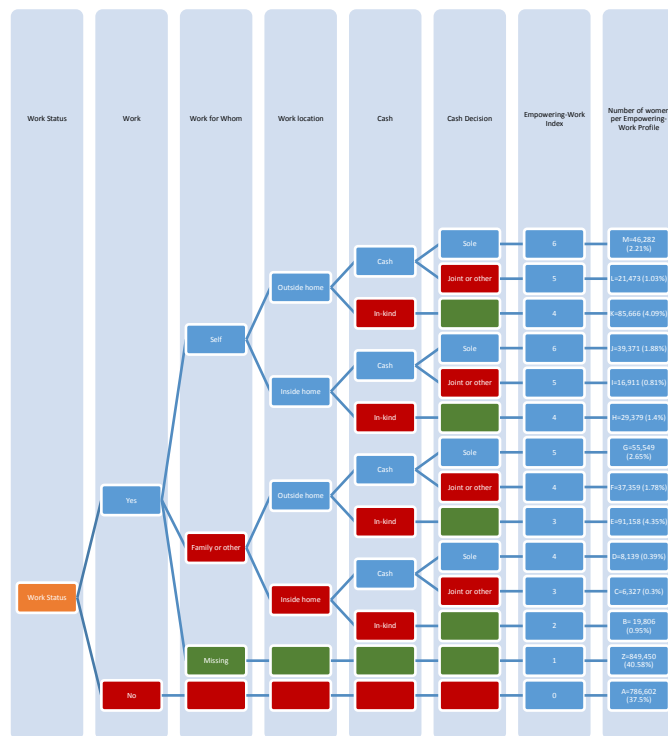 Work Status
Work
Work for Whom
Work location
Cash
Cash Decision
Empowering-Work
Index
Number of women
per Empowering-
Work Profile
Work Status
Yes
No
Self
Family or other
Missing
Outside home
Inside home
Outside home
Inside home
Cash
In-kind
Cash
In-kind
Cash
In-kind
Cash
In-kind
Sole
Joint or other
Sole
Joint or other
Sole
Joint or other
Sole
Joint or other
6
5
4
6
5
4
5
4
3
4
3
2
1
0
M=46,282
(2.21%)
L=21,473 (1.03%)
K=85,666 (4.09%)
J=39,371 (1.88%)
I=16,911 (0.81%)
H=29,379 (1.4%)
G=55,549
(2.65%)
F=37,359 (1.78%)
E=91,158 (4.35%)
D=8,139 (0.39%)
C=6,327 (0.3%)
B= 19,806
(0.95%)
Z=849,450
(40.58%)
A=786,602
(37.5%)